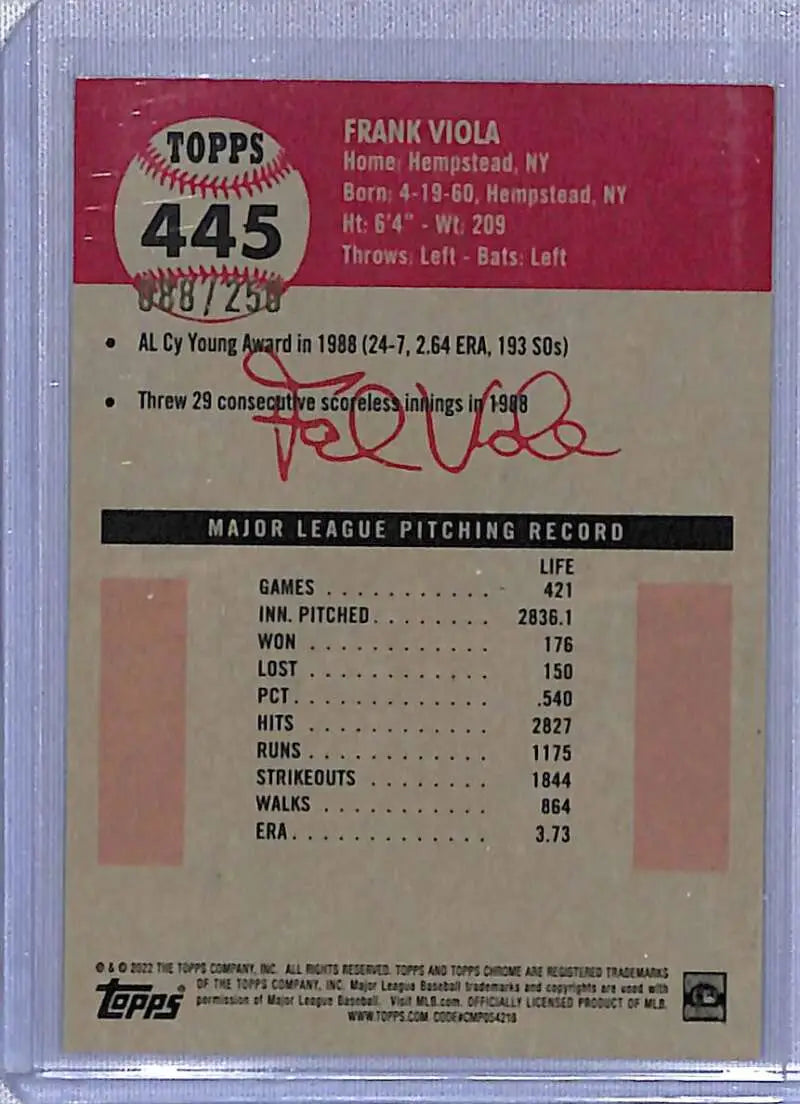 TOPPS
445
088/250
FRANK VIOLA
Home: Hempstead, NY
Born: 4-19-60, Hempstead, NY
Ht: 6'4" - Wt: 209
Throws: Left - Bats: Left
• AL Cy Young Award in 1988 (24-7, 2.64 ERA, 193 SOs)
• Threw 29 consecutive scoreless innings in 1988
Frank Viola
MAJOR LEAGUE PITCHING RECORD
LIFE
GAMES . . . . . . . . . . . 421
INN. PITCHED . . . . . . . . 2836.1
WON . . . . . . . . . . . . 176
LOST . . . . . . . . . . . . 150
PCT . . . . . . . . . . . . . .540
HITS . . . . . . . . . . . . 2827
RUNS . . . . . . . . . . . . 1175
STRIKEOUTS . . . . . . . . 1844
WALKS . . . . . . . . . . . 864
ERA . . . . . . . . . . . . . 3.73
© & © 2022 THE TOPPS COMPANY, INC. ALL RIGHTS RESERVED. TOPPS AND TOPPS CHROME ARE REGISTERED TRADEMARKS
OF THE TOPPS COMPANY, INC. Major League Baseball trademarks and copyrights are used with
topps permission of Major League Baseball. Visit MLB.com. OFFICIALLY LICENSED PRODUCT OF MLB.
WWW.TOPPS.COM CODE#CMP054218